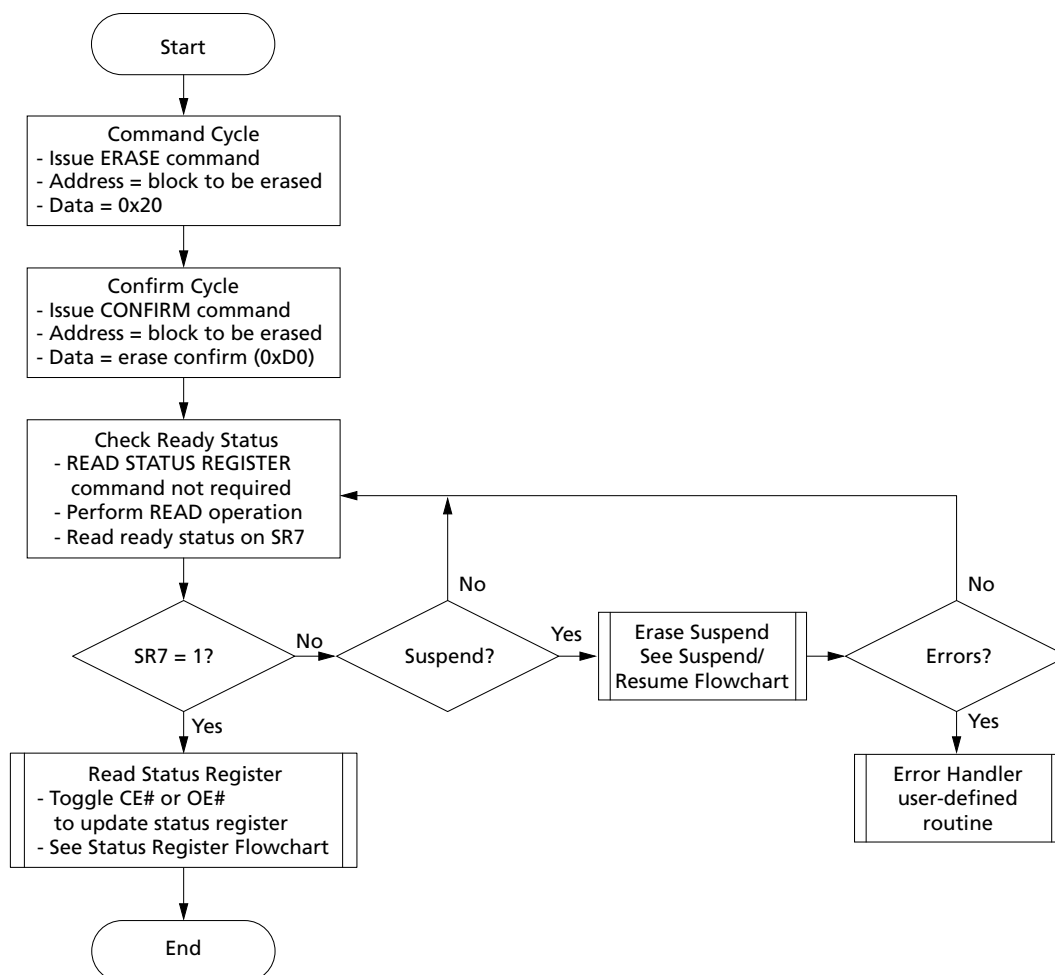 Start
Command Cycle
- Issue ERASE command
- Address = block to be erased
- Data = 0x20
Confirm Cycle
- Issue CONFIRM command
- Address = block to be erased
- Data = erase confirm (0xD0)
Check Ready Status
- READ STATUS REGISTER
command not required
- Perform READ operation
- Read ready status on SR7
No
No
SR7 = 1?
No
Suspend?
Yes
Erase Suspend
See Suspend/
Resume Flowchart
Errors?
Yes
Yes
Read Status Register
- Toggle CE# or OE#
to update status register
- See Status Register Flowchart
Error Handler
user-defined
routine
End